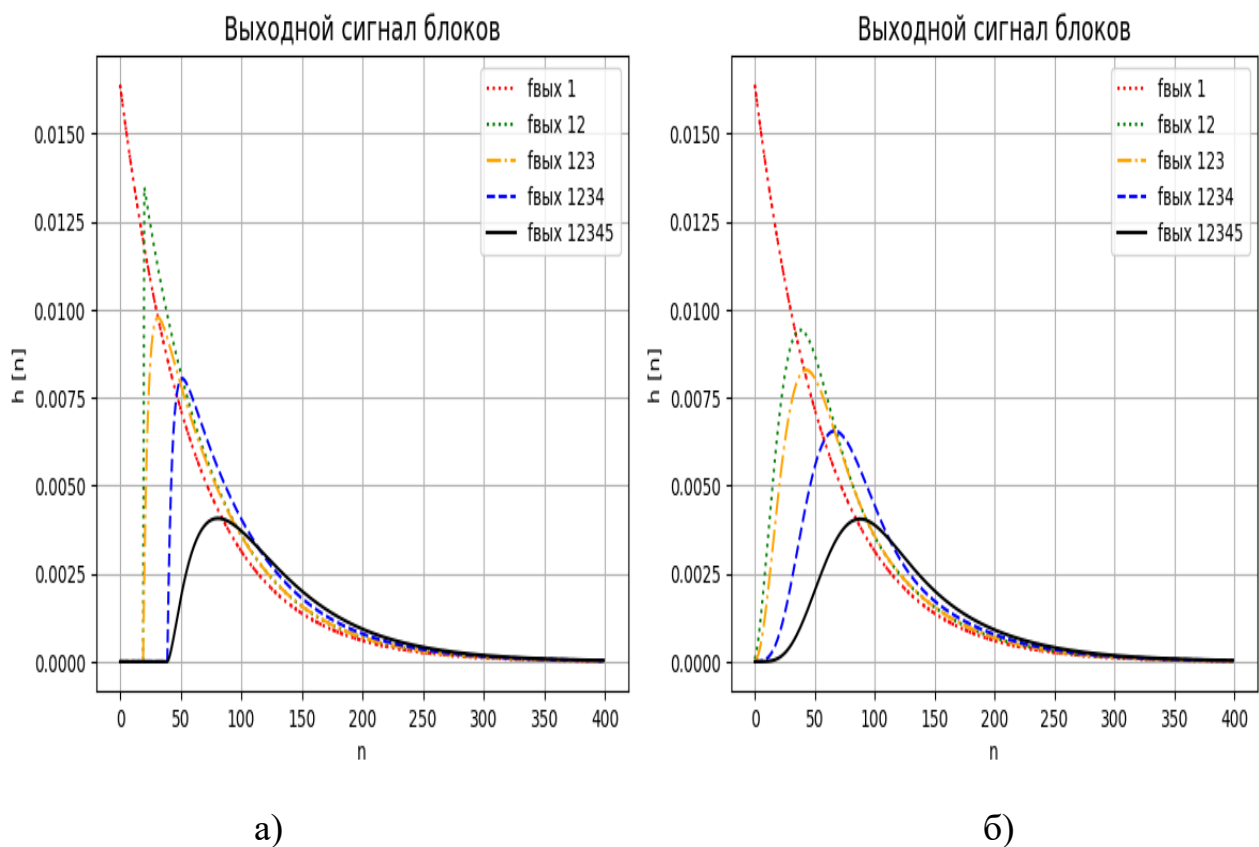 Выходной сигнал блоков
fвых 1
fвых 12
fвых 123
fвых 1234
fвых 12345
0.0150
0.0125
0.0100
0.0075
0.0050
0.0025
0.0000
h [n]
0 50 100 150 200 250 300 350 400
n
а)
Выходной сигнал блоков
fвых 1
fвых 12
fвых 123
fвых 1234
fвых 12345
0.0150
0.0125
0.0100
0.0075
0.0050
0.0025
0.0000
h [n]
0 50 100 150 200 250 300 350 400
n
б)